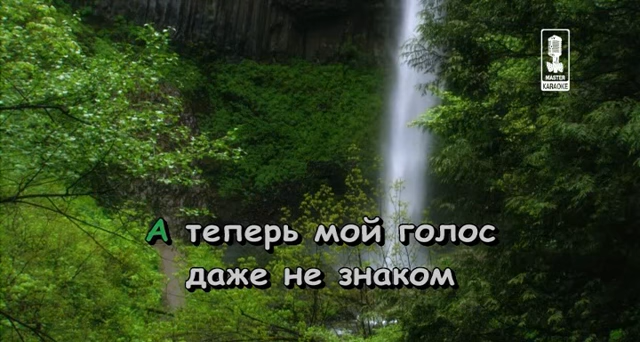 MASTER
KARAOKE
А теперь мой голос
даже не знаком